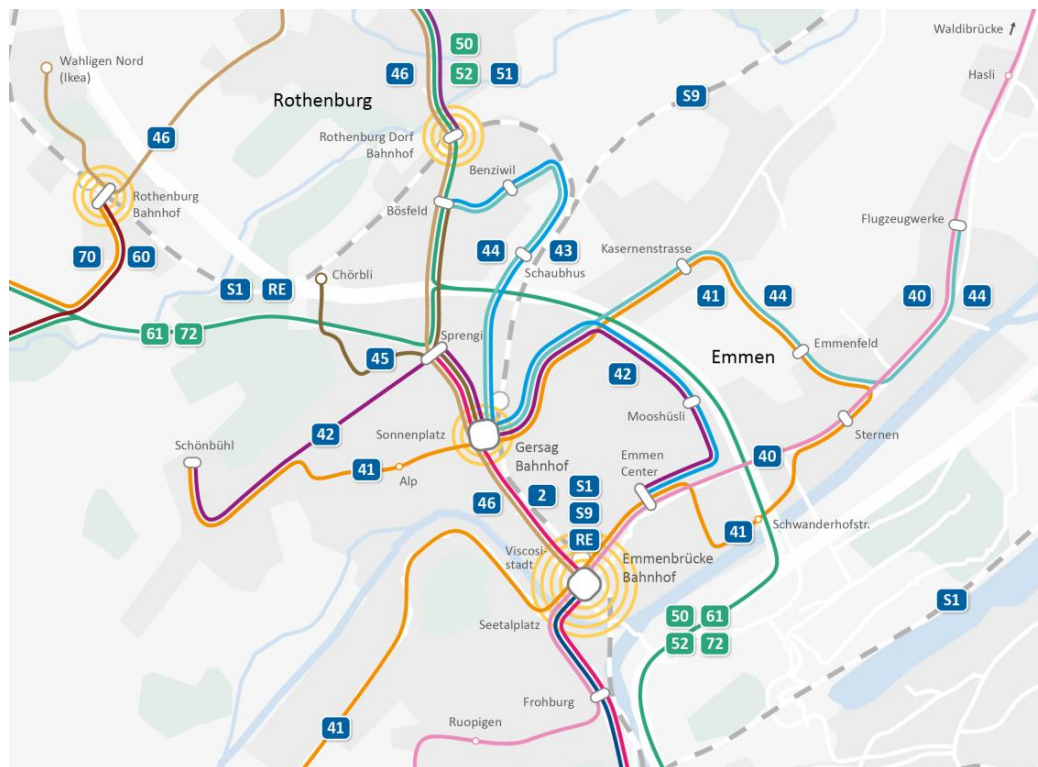 50
Waldibrücke
Wahligen Nord
(Ikea)
46
52
51
Hasli
S9
Rothenburg
46
Rothenburg Dorf
Bahnhof
Benziwil
Rothenburg
Bahnhof
Bösfeld
Flugzeugwerke
70
60
44
43
Kasernenstrasse
Schaubhus
Chörbli
S1
RE
41
44
40
44
61
72
Sprengi
Emmenfeld
45
Emmen
42
Mooshüsli
Sternen
Schönbühl
42
Sonnenplatz
Gersag
Bahnhof
Emmen
Center
41
Alp
40
46
2
S1
S9
RE
41
Schwanderhofstr.
Viscosi-
stadt
Emmenbrücke
Bahnhof
S1
Seetalplatz
50
61
52
72
Frohburg
Ruopigen
41